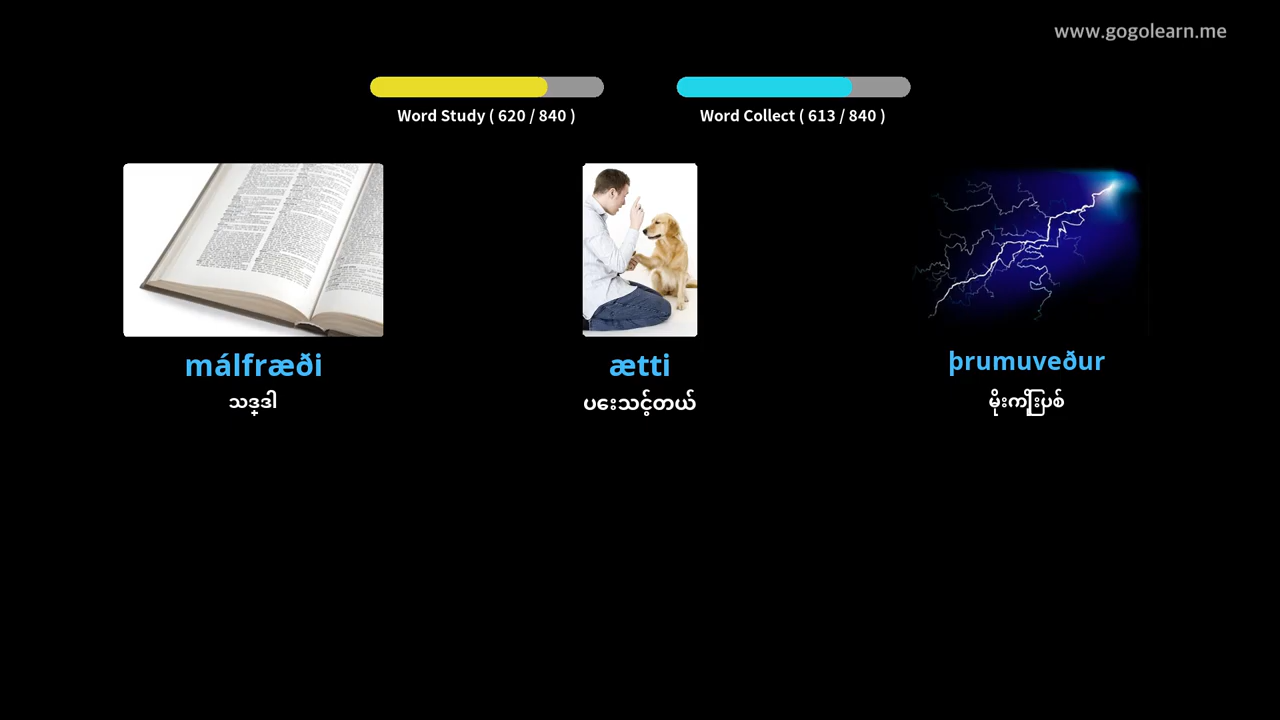 www.gogolearn.me
Word Study ( 620 / 840 )
Word Collect ( 613 / 840 )
málfræði
ætti
þrumuveður
သဒ္ဒါ
ပေးသင့်တယ်
မိုးကြိုးပစ်